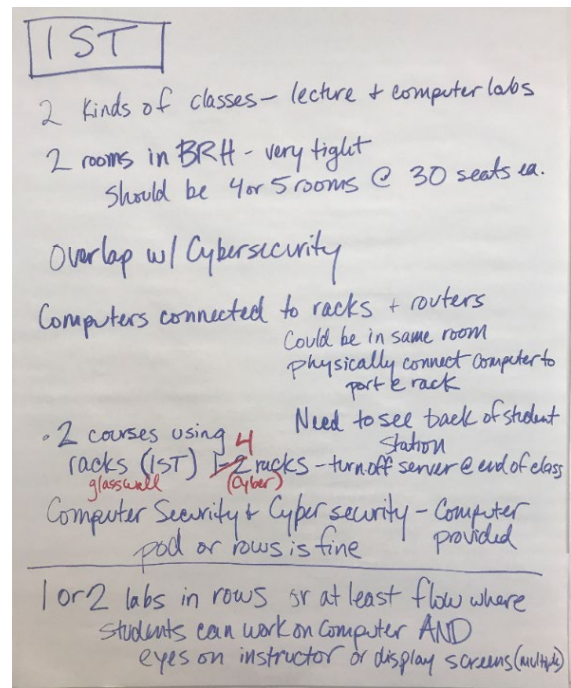 IST
2 kinds of classes - lecture + computer labs
2 rooms in BRH - very tight
Should be 4 or 5 rooms @ 30 seats ea.
Overlap w/ Cybersecurity
Computers connected to racks + routers
Could be in same room
physically connect computer to
port @ rack
Need to see back of student
station
• 2 courses using 4
racks (IST) 2 racks - turn off server @ end of class
glasswall (Cyber)
Computer Security + Cyber security - Computer
provided
pod or rows is fine
1 or 2 labs in rows or at least flow where
students can work on computer AND
eyes on instructor or display screens (multiple)